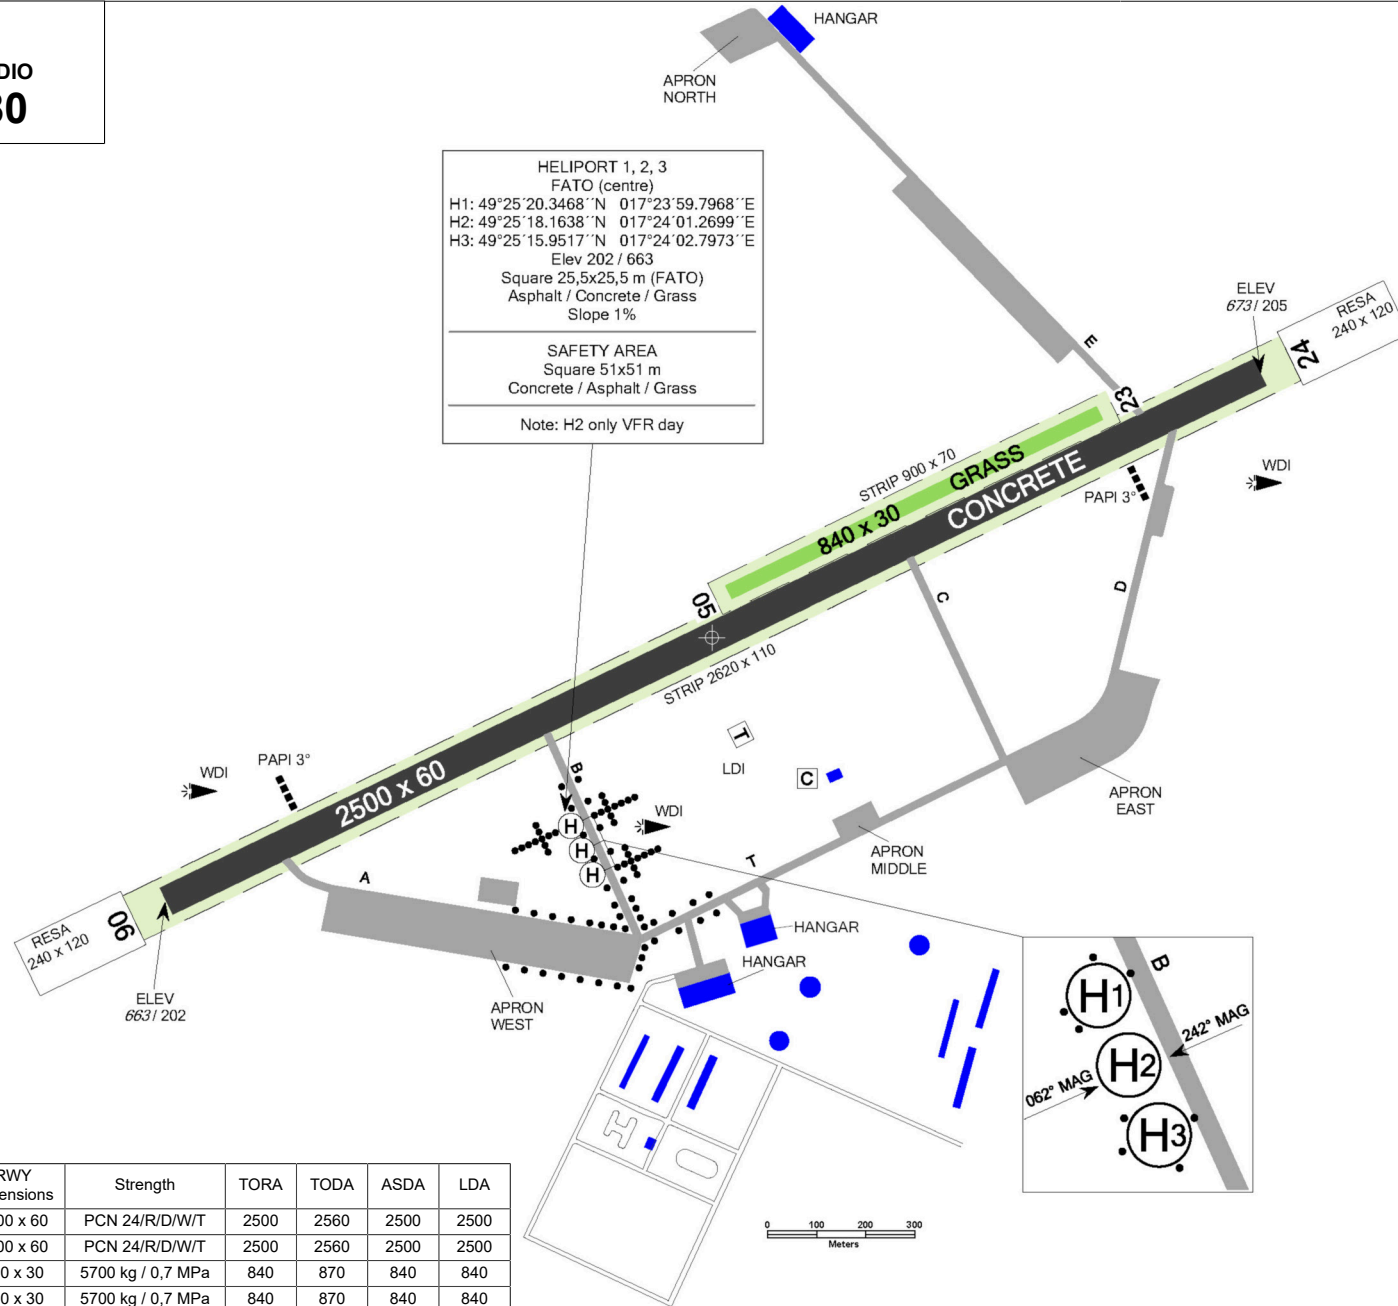 DIO
30
HANGAR
APRON
NORTH
HELIPORT 1, 2, 3
FATO (centre)
H1: 49°25´20.3468´´N 017°23´59.7968´´E
H2: 49°25´18.1638´´N 017°24´01.2699´´E
H3: 49°25´15.9517´´N 017°24´02.7973´´E
Elev 202 / 663
Square 25,5x25,5 m (FATO)
Asphalt / Concrete / Grass
Slope 1%
SAFETY AREA
Square 51x51 m
Concrete / Asphalt / Grass
Note: H2 only VFR day
ELEV
673 / 205
RESA
240 x 120
24
E
23
STRIP 900 x 70
GRASS
CONCRETE
840 x 30
WDI
PAPI 3°
05
C
D
STRIP 2620 x 110
T
LDI
C
PAPI 3°
WDI
2500 x 60
B
WDI
H
H
H
APRON
EAST
APRON
MIDDLE
T
A
06
RESA
240 x 120
HANGAR
HANGAR
ELEV
663 / 202
APRON
WEST
B
H1
242° MAG
H2
062° MAG
H3
H
RWY
ensions Strength TORA TODA ASDA LDA
00 x 60 PCN 24/R/D/W/T 2500 2560 2500 2500
00 x 60 PCN 24/R/D/W/T 2500 2560 2500 2500
0 x 30 5700 kg / 0,7 MPa 840 870 840 840
0 x 30 5700 kg / 0,7 MPa 840 870 840 840
0 100 200 300
Meters